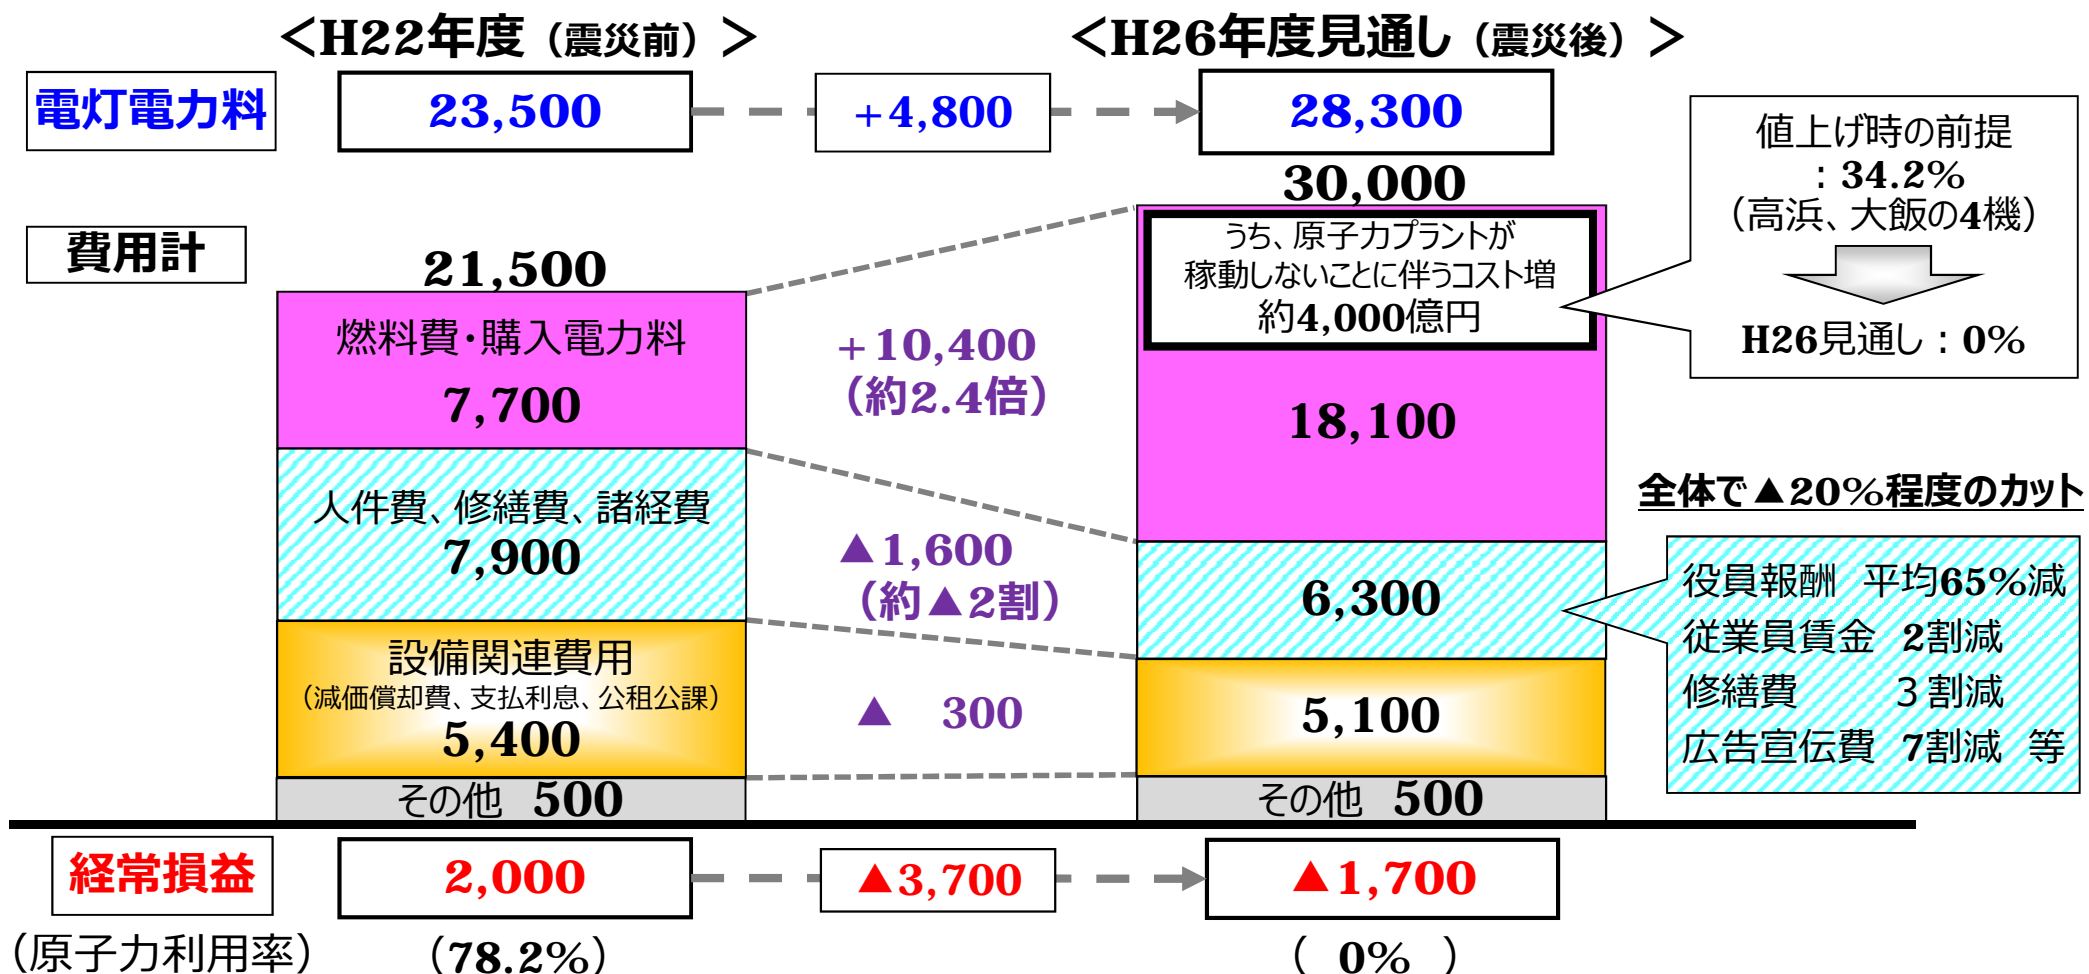 ＜H22年度（震災前）＞
＜H26年度見通し（震災後）＞
電灯電力料
23,500
+4,800
28,300
値上げ時の前提
：34.2%
（高浜、大飯の4機）
H26見通し：0%
費用計
21,500
30,000
うち、原子力プラントが
稼動しないことに伴うコスト増
約4,000億円
燃料費・購入電力料
7,700
+10,400
（約2.4倍）
18,100
人件費、修繕費、諸経費
7,900
▲1,600
（約▲2割）
6,300
全体で▲20%程度のカット
役員報酬　平均65%減
従業員賃金　2割減
修繕費　　　３割減
広告宣伝費　7割減　等
設備関連費用
（減価償却費、支払利息、公租公課）
5,400
▲　300
5,100
その他　500
その他　500
経常損益
2,000
▲3,700
▲1,700
（原子力利用率）
（78.2%）
（　0%　）